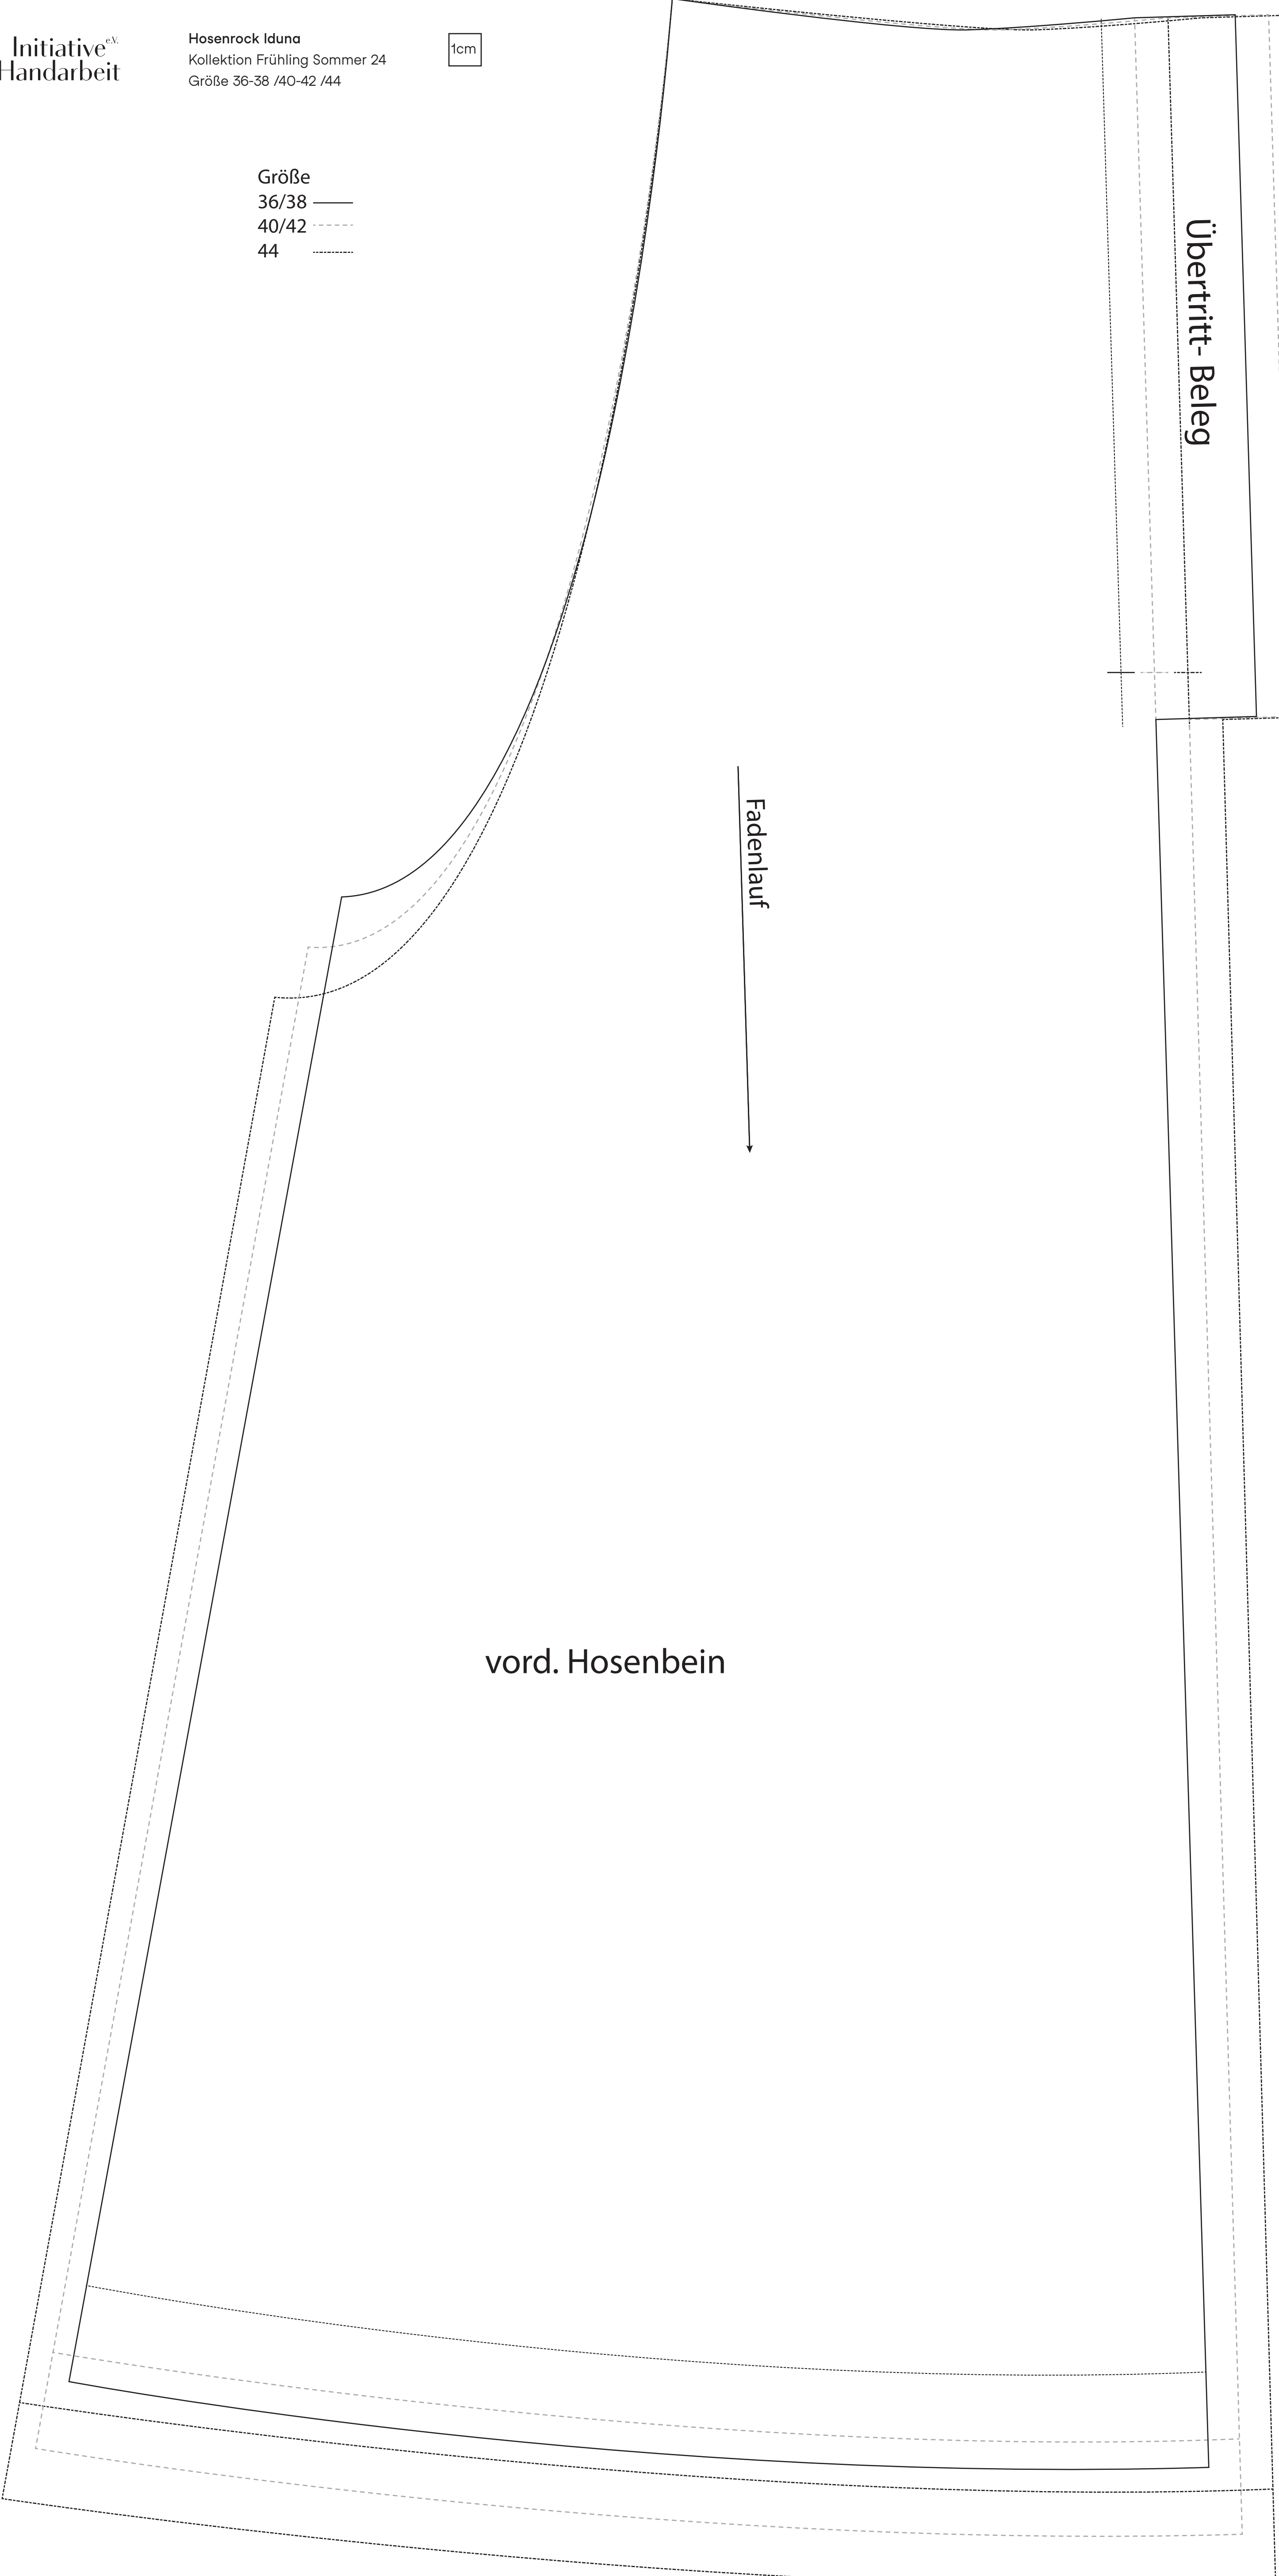 Initiative e.V.
Handarbeit
Hosenrock Iduna
Kollektion Frühling Sommer 24
Größe 36-38 /40-42 /44
1cm
Größe
36/38
40/42
44
Übertritt- Beleg
Fadenlauf
vord. Hosenbein